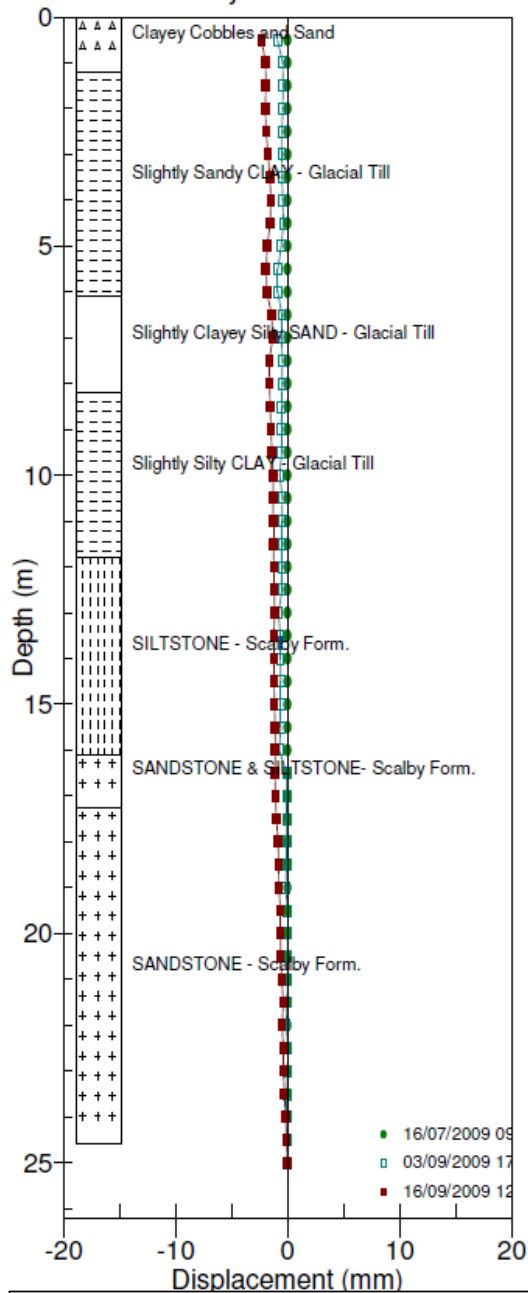 0
Clayey Cobbles and Sand
Slightly Sandy CLAY - Glacial Till
5
Slightly Clayey Silty SAND - Glacial Till
Slightly Silty CLAY - Glacial Till
10
Depth (m)
SILTSTONE - Scalby Form.
15
SANDSTONE & SILTSTONE- Scalby Form.
20
SANDSTONE - Scalby Form.
16/07/2009 09
03/09/2009 17
16/09/2009 12
25
-20 -10 0 10 20
Displacement (mm)